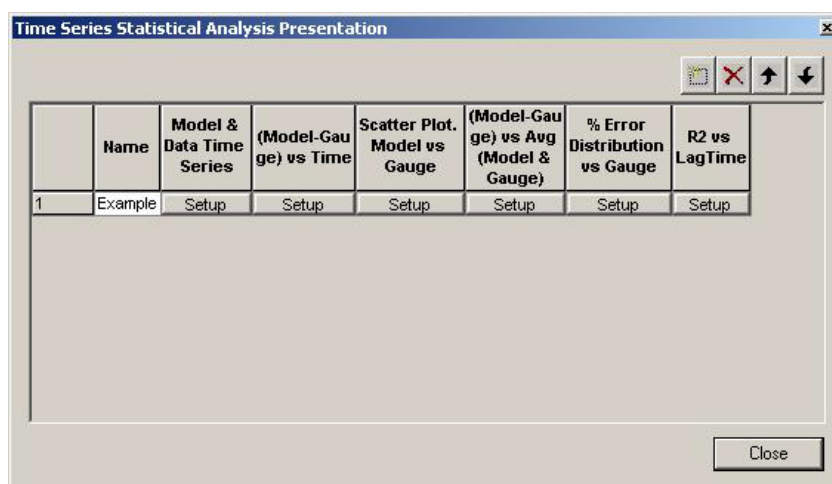 Time Series Statistical Analysis Presentation
Name
Model &
Data Time
Series
(Model-Gau
ge) vs Time
Scatter Plot.
Model vs
Gauge
(Model-Gau
ge) vs Avg
(Model &
Gauge)
% Error
Distribution
vs Gauge
R2 vs
LagTime
1 Example Setup Setup Setup Setup Setup Setup
Close